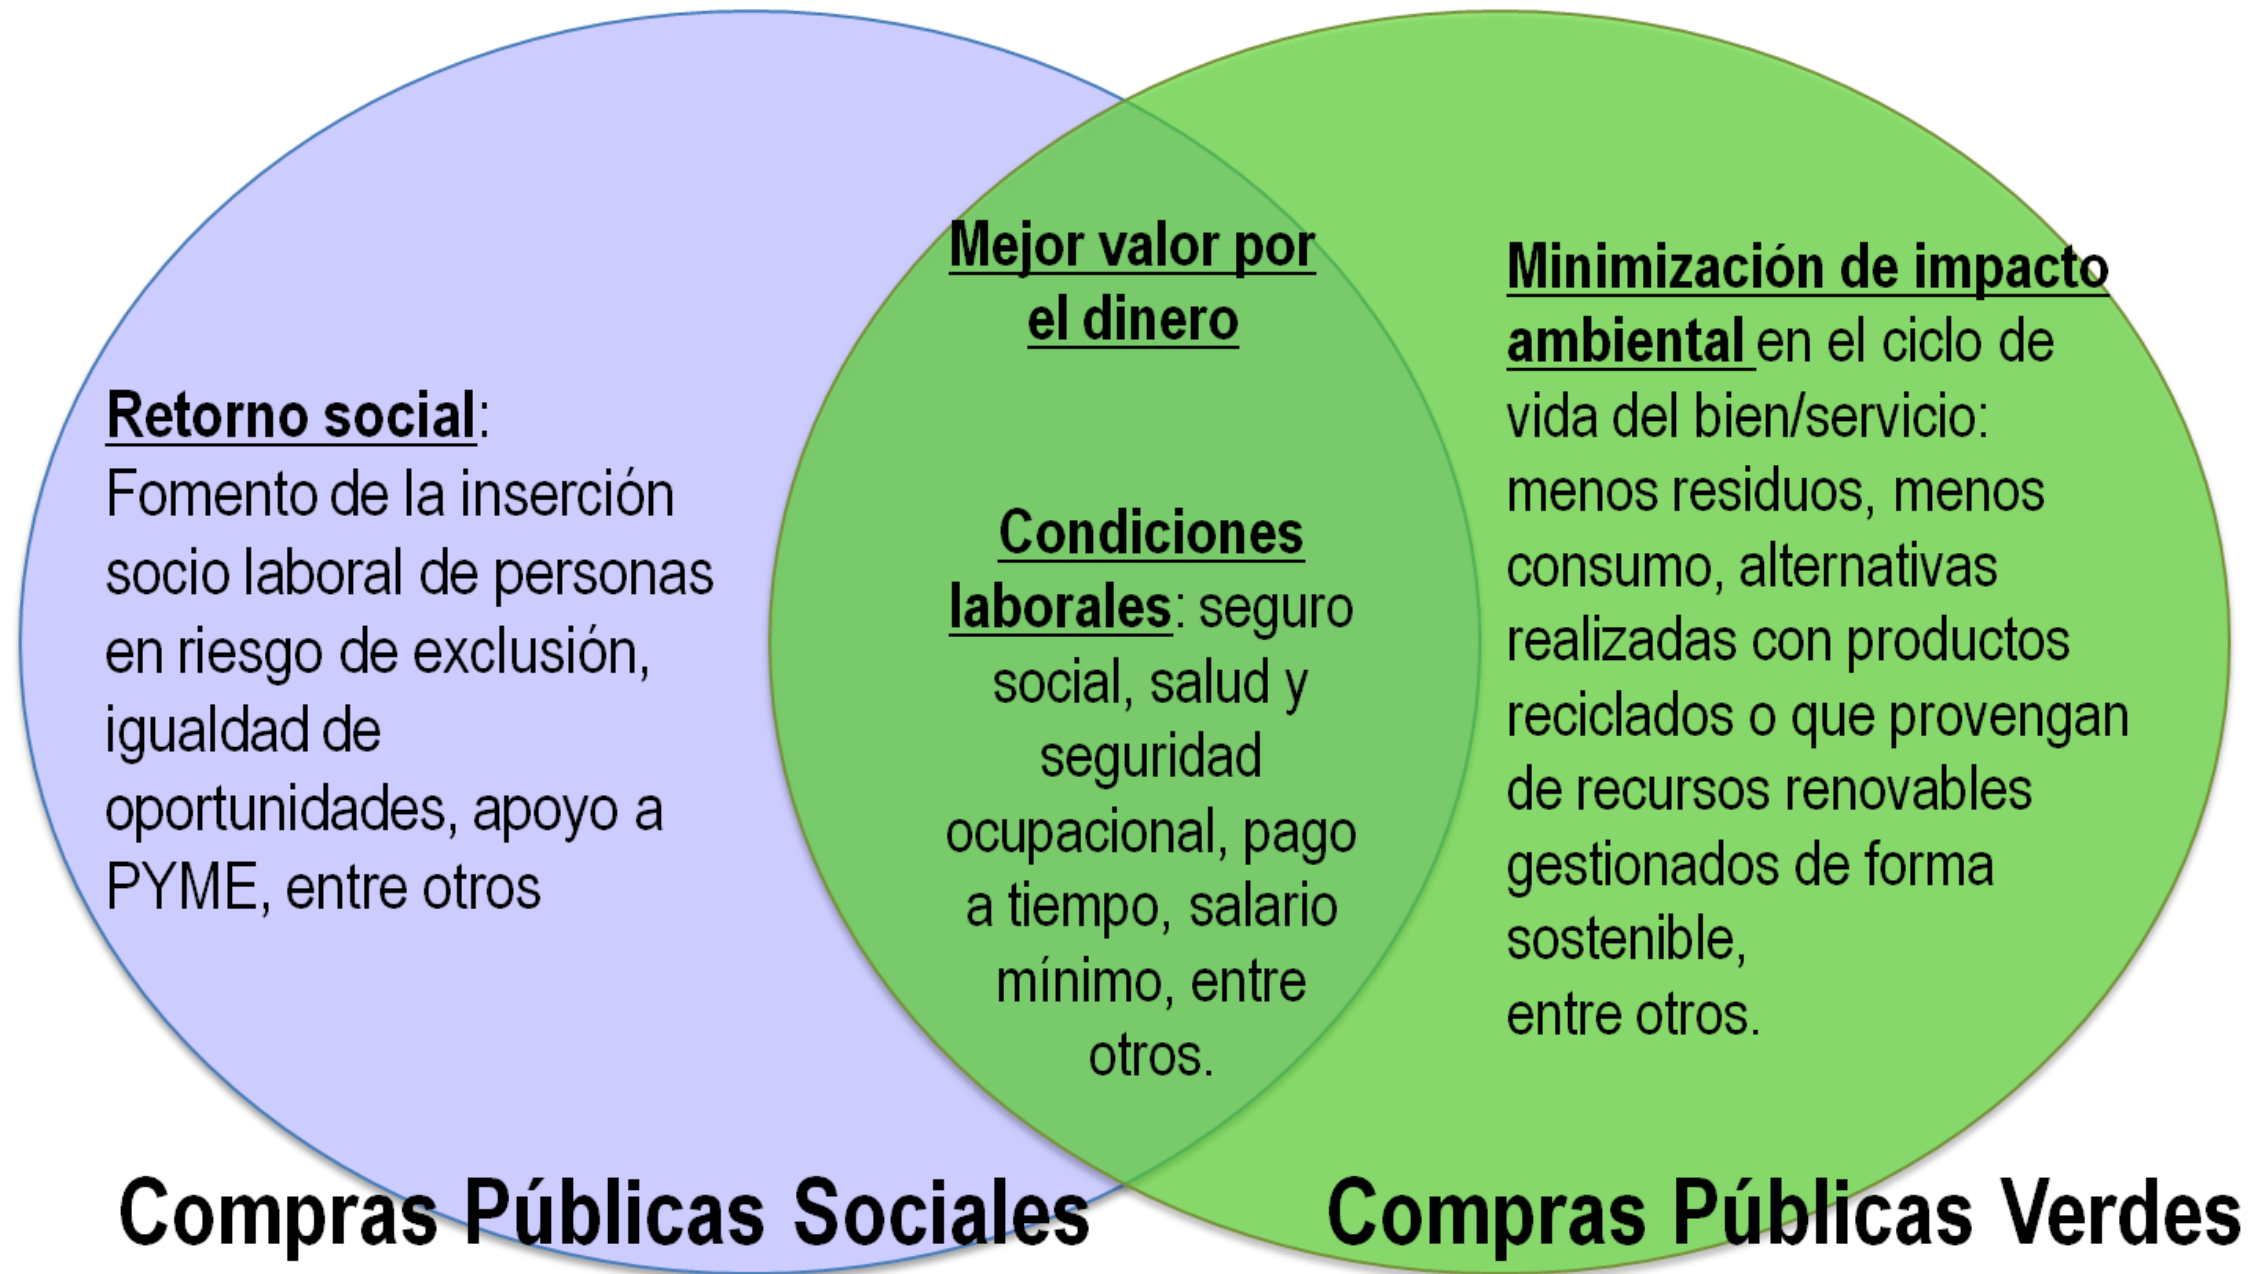 Retorno social:
Fomento de la inserción
socio laboral de personas
en riesgo de exclusión,
igualdad de
oportunidades, apoyo a
PYME, entre otros
Mejor valor por
el dinero
Condiciones
laborales: seguro
social, salud y
seguridad
ocupacional, pago
a tiempo, salario
mínimo, entre
otros.
Minimización de impacto
ambiental en el ciclo de
vida del bien/servicio:
menos residuos, menos
consumo, alternativas
realizadas con productos
reciclados o que provengan
de recursos renovables
gestionados de forma
sostenible,
entre otros.
Compras Públicas Sociales
Compras Públicas Verdes